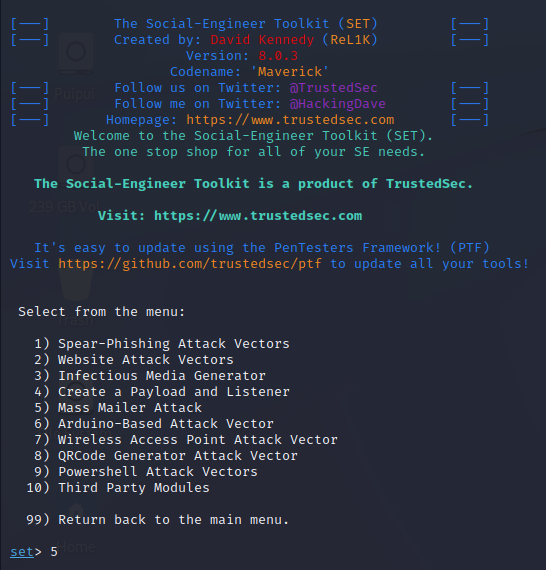 [---] The Social-Engineer Toolkit (SET) [---]
[---] Created by: David Kennedy (ReL1K) [---]
Version: 8.0.3
Codename: 'Maverick'
[---] Follow us on Twitter: @TrustedSec [---]
[---] Follow me on Twitter: @HackingDave [---]
[---] Homepage: https://www.trustedsec.com [---]
Welcome to the Social-Engineer Toolkit (SET).
The one stop shop for all of your SE needs.
The Social-Engineer Toolkit is a product of TrustedSec.
Visit: https://www.trustedsec.com
It's easy to update using the PenTesters Framework! (PTF)
Visit https://github.com/trustedsec/ptf to update all your tools!
Select from the menu:
1) Spear-Phishing Attack Vectors
2) Website Attack Vectors
3) Infectious Media Generator
4) Create a Payload and Listener
5) Mass Mailer Attack
6) Arduino-Based Attack Vector
7) Wireless Access Point Attack Vector
8) QRCode Generator Attack Vector
9) Powershell Attack Vectors
10) Third Party Modules
99) Return back to the main menu.
set> 5
Home